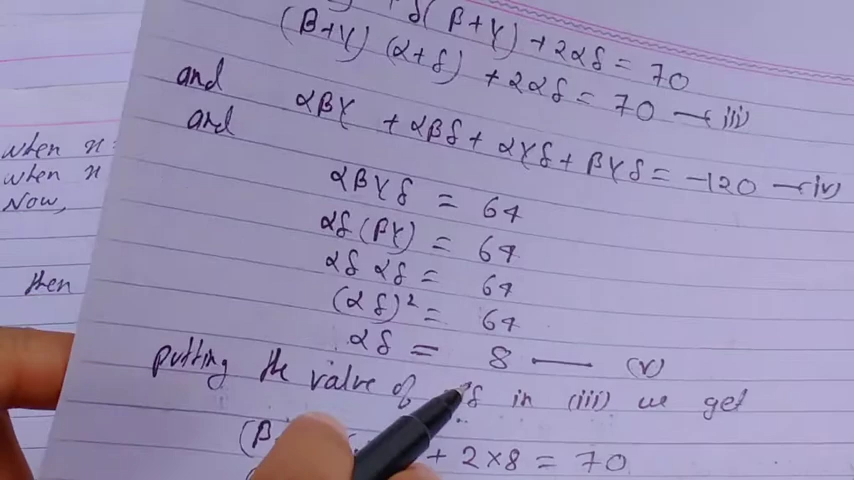 δ(β+γ) + 2αδ = 70
(β+γ) (α+δ) + 2αδ = 70 —(iii)
and αβγ + αβδ + αγδ + βγδ = -120 —(iv)
and
αβγδ = 64
αδ(βγ) = 64
αδ αδ = 64
(αδ)² = 64
αδ = 8 — (v)
putting the value of in (iii) we get
+ 2×8 = 70
when x
when x
Now,
then